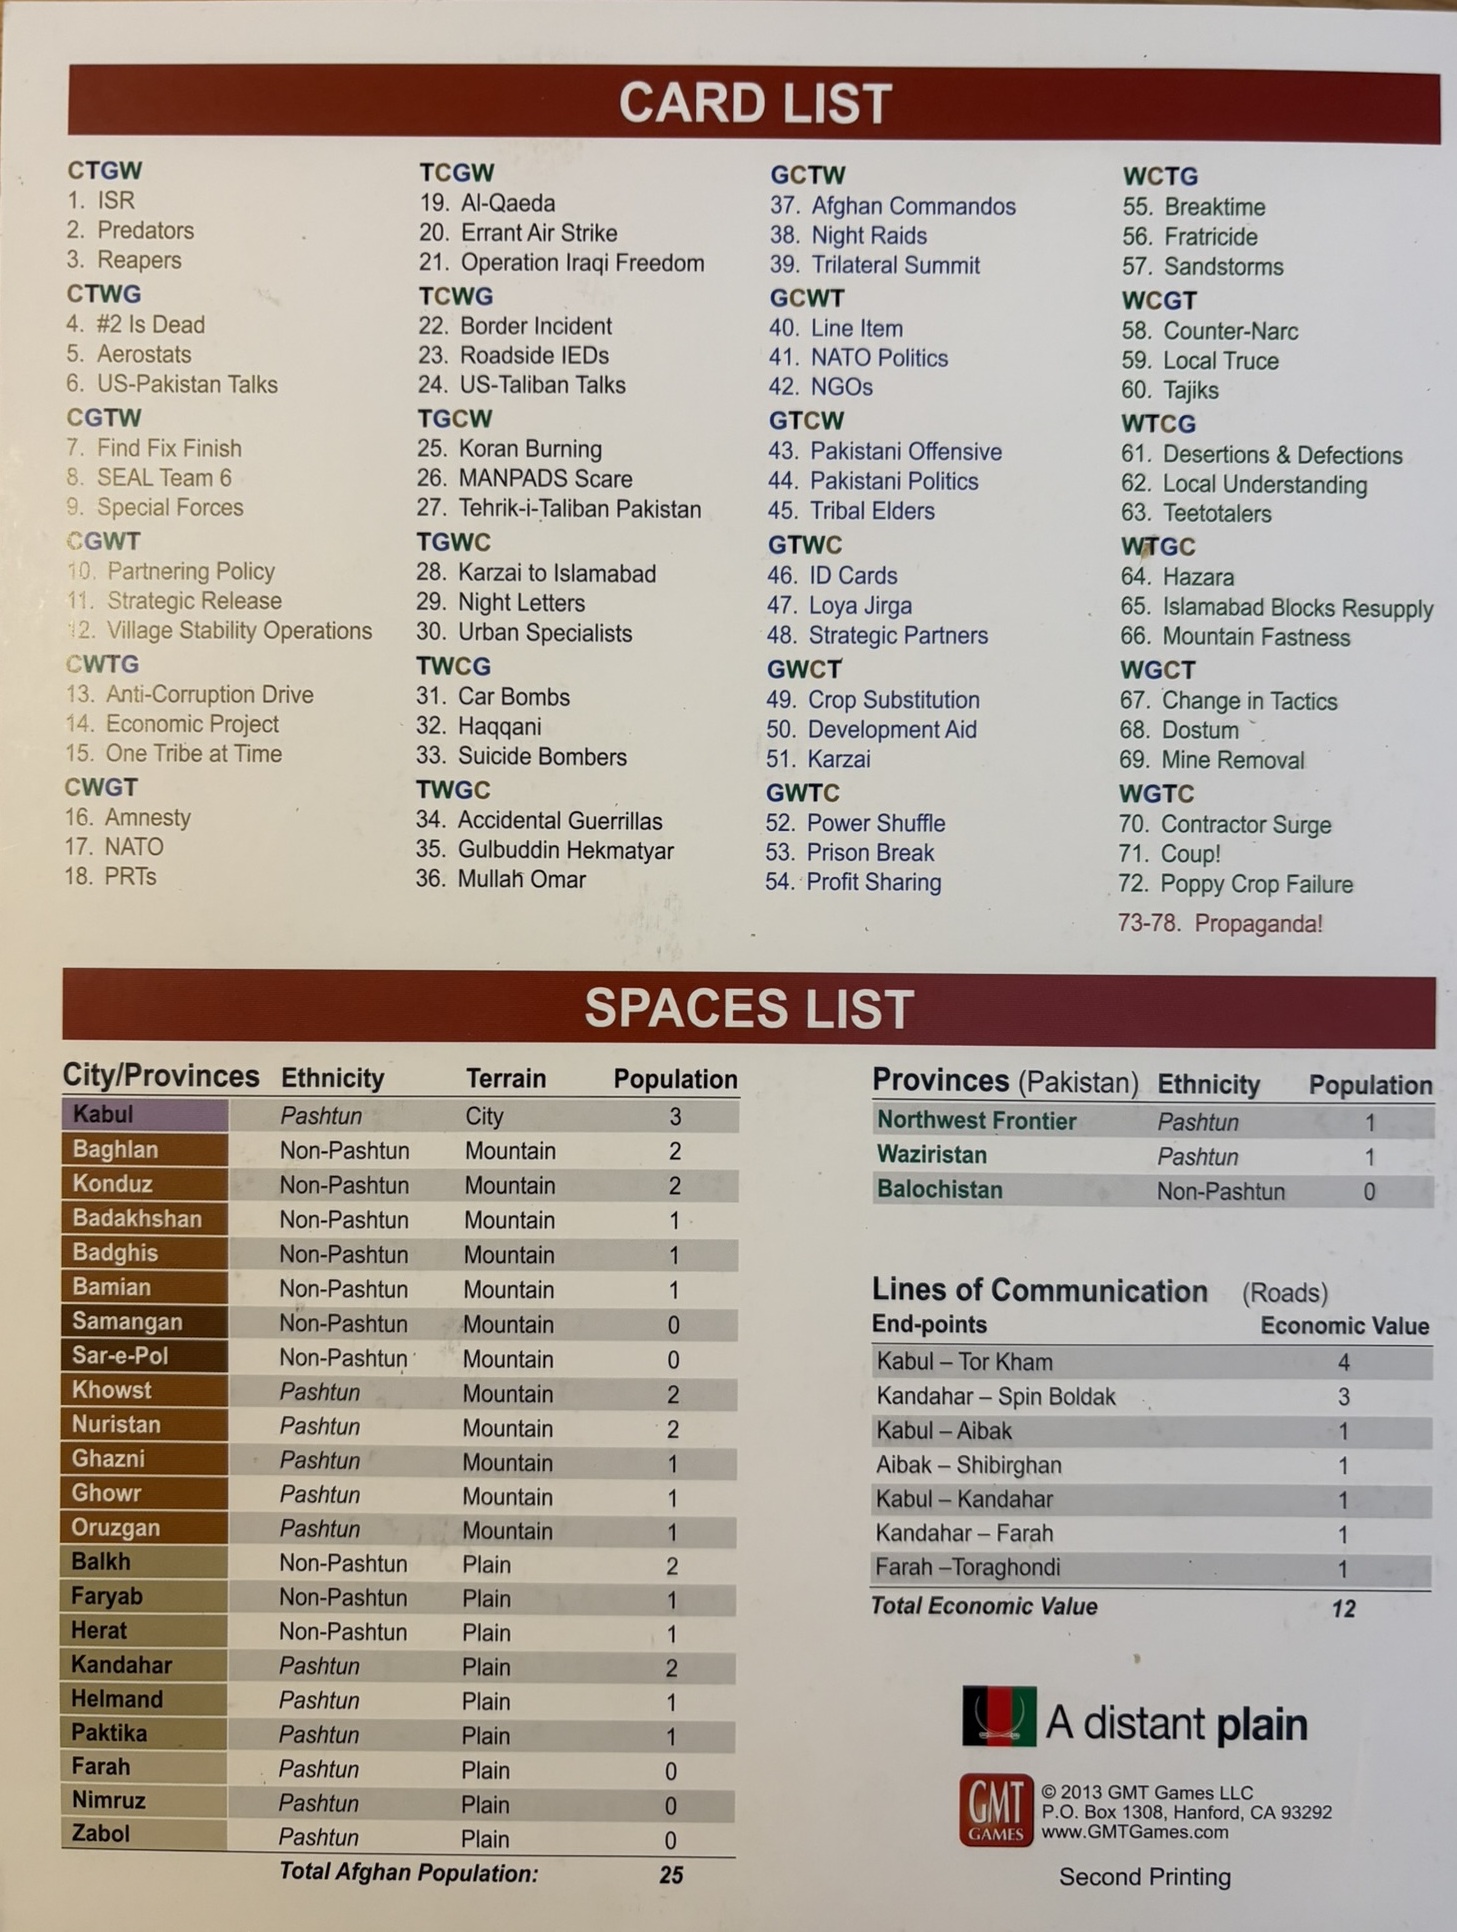 CARD LIST
CTGW
1. ISR
2. Predators
3. Reapers
CTWG
4. #2 Is Dead
5. Aerostats
6. US-Pakistan Talks
CGTW
7. Find Fix Finish
8. SEAL Team 6
9. Special Forces
CGWT
10. Partnering Policy
11. Strategic Release
12. Village Stability Operations
CWTG
13. Anti-Corruption Drive
14. Economic Project
15. One Tribe at Time
CWGT
16. Amnesty
17. NATO
18. PRTs
TCGW
19. Al-Qaeda
20. Errant Air Strike
21. Operation Iraqi Freedom
TCWG
22. Border Incident
23. Roadside IEDs
24. US-Taliban Talks
TGCW
25. Koran Burning
26. MANPADS Scare
27. Tehrik-i-Taliban Pakistan
TGWC
28. Karzai to Islamabad
29. Night Letters
30. Urban Specialists
TWCG
31. Car Bombs
32. Haqqani
33. Suicide Bombers
TWGC
34. Accidental Guerrillas
35. Gulbuddin Hekmatyar
36. Mullah Omar
GCTW
37. Afghan Commandos
38. Night Raids
39. Trilateral Summit
GCWT
40. Line Item
41. NATO Politics
42. NGOs
GTCW
43. Pakistani Offensive
44. Pakistani Politics
45. Tribal Elders
GTWC
46. ID Cards
47. Loya Jirga
48. Strategic Partners
GWCT
49. Crop Substitution
50. Development Aid
51. Karzai
GWTC
52. Power Shuffle
53. Prison Break
54. Profit Sharing
WCTG
55. Breaktime
56. Fratricide
57. Sandstorms
WCGT
58. Counter-Narc
59. Local Truce
60. Tajiks
WTCG
61. Desertions & Defections
62. Local Understanding
63. Teetotalers
WTGC
64. Hazara
65. Islamabad Blocks Resupply
66. Mountain Fastness
WGCT
67. Change in Tactics
68. Dostum
69. Mine Removal
WGTC
70. Contractor Surge
71. Coup!
72. Poppy Crop Failure
73-78. Propaganda!
SPACES LIST
City/Provinces Ethnicity Terrain Population
Kabul Pashtun City 3
Baghlan Non-Pashtun Mountain 2
Konduz Non-Pashtun Mountain 2
Badakhshan Non-Pashtun Mountain 1
Badghis Non-Pashtun Mountain 1
Bamian Non-Pashtun Mountain 1
Samangan Non-Pashtun Mountain 0
Sar-e-Pol Non-Pashtun Mountain 0
Khowst Pashtun Mountain 2
Nuristan Pashtun Mountain 2
Ghazni Pashtun Mountain 1
Ghowr Pashtun Mountain 1
Oruzgan Pashtun Mountain 1
Balkh Non-Pashtun Plain 2
Faryab Non-Pashtun Plain 1
Herat Non-Pashtun Plain 1
Kandahar Pashtun Plain 2
Helmand Pashtun Plain 1
Paktika Pashtun Plain 1
Farah Pashtun Plain 0
Nimruz Pashtun Plain 0
Zabol Pashtun Plain 0
Total Afghan Population: 25
Provinces (Pakistan) Ethnicity Population
Northwest Frontier Pashtun 1
Waziristan Pashtun 1
Balochistan Non-Pashtun 0
Lines of Communication (Roads)
End-points Economic Value
Kabul – Tor Kham 4
Kandahar – Spin Boldak 3
Kabul – Aibak 1
Aibak – Shibirghan 1
Kabul – Kandahar 1
Kandahar – Farah 1
Farah –Toraghondi 1
Total Economic Value 12
A distant plain
GMT
GAMES
© 2013 GMT Games LLC
P.O. Box 1308, Hanford, CA 93292
www.GMTGames.com
Second Printing